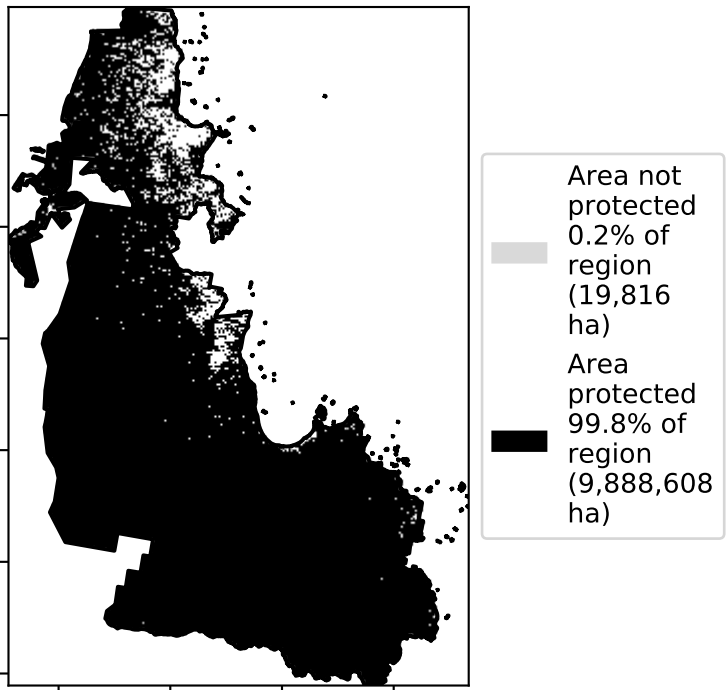 Area not
protected
0.2% of
region
(19,816
ha)
Area
protected
99.8% of
region
(9,888,608
ha)